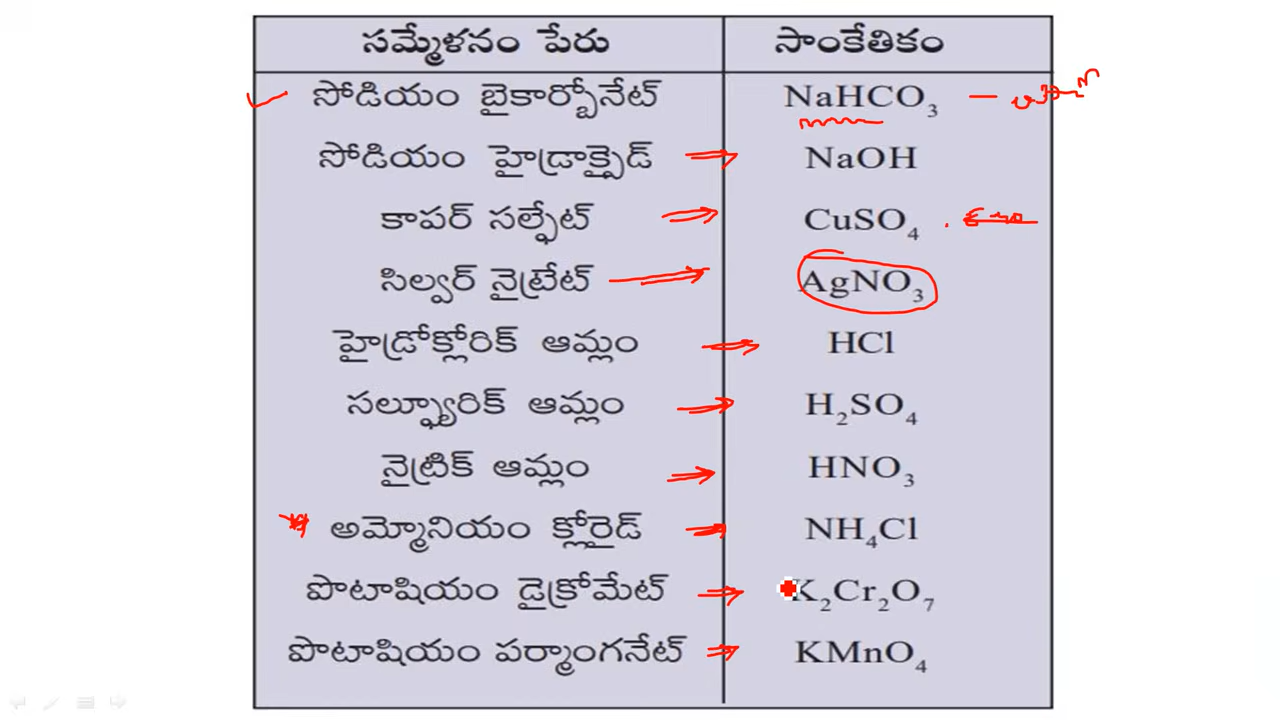 సమ్మేళనం పేరు సాంకేతికం
సోడియం బైకార్బోనేట్ NaHCO₃
సోడియం హైడ్రాక్సైడ్ NaOH
కాపర్ సల్ఫేట్ CuSO₄
సిల్వర్ నైట్రేట్ AgNO₃
హైడ్రోక్లోరిక్ ఆమ్లం HCl
సల్ఫ్యూరిక్ ఆమ్లం H₂SO₄
నైట్రిక్ ఆమ్లం HNO₃
అమ్మోనియం క్లోరైడ్ NH₄Cl
పొటాషియం డైక్రోమేట్ K₂Cr₂O₇
పొటాషియం పర్మాంగనేట్ KMnO₄